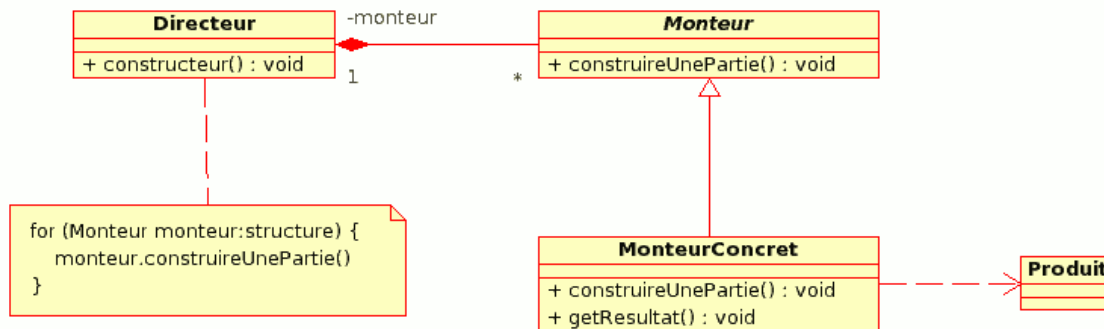 Directeur
+ constructeur() : void
-monteur
1
*
Monteur
+ construireUnePartie() : void
for (Monteur monteur:structure) {
monteur.construireUnePartie()
}
MonteurConcret
+ construireUnePartie() : void
+ getResultat() : void
Produit